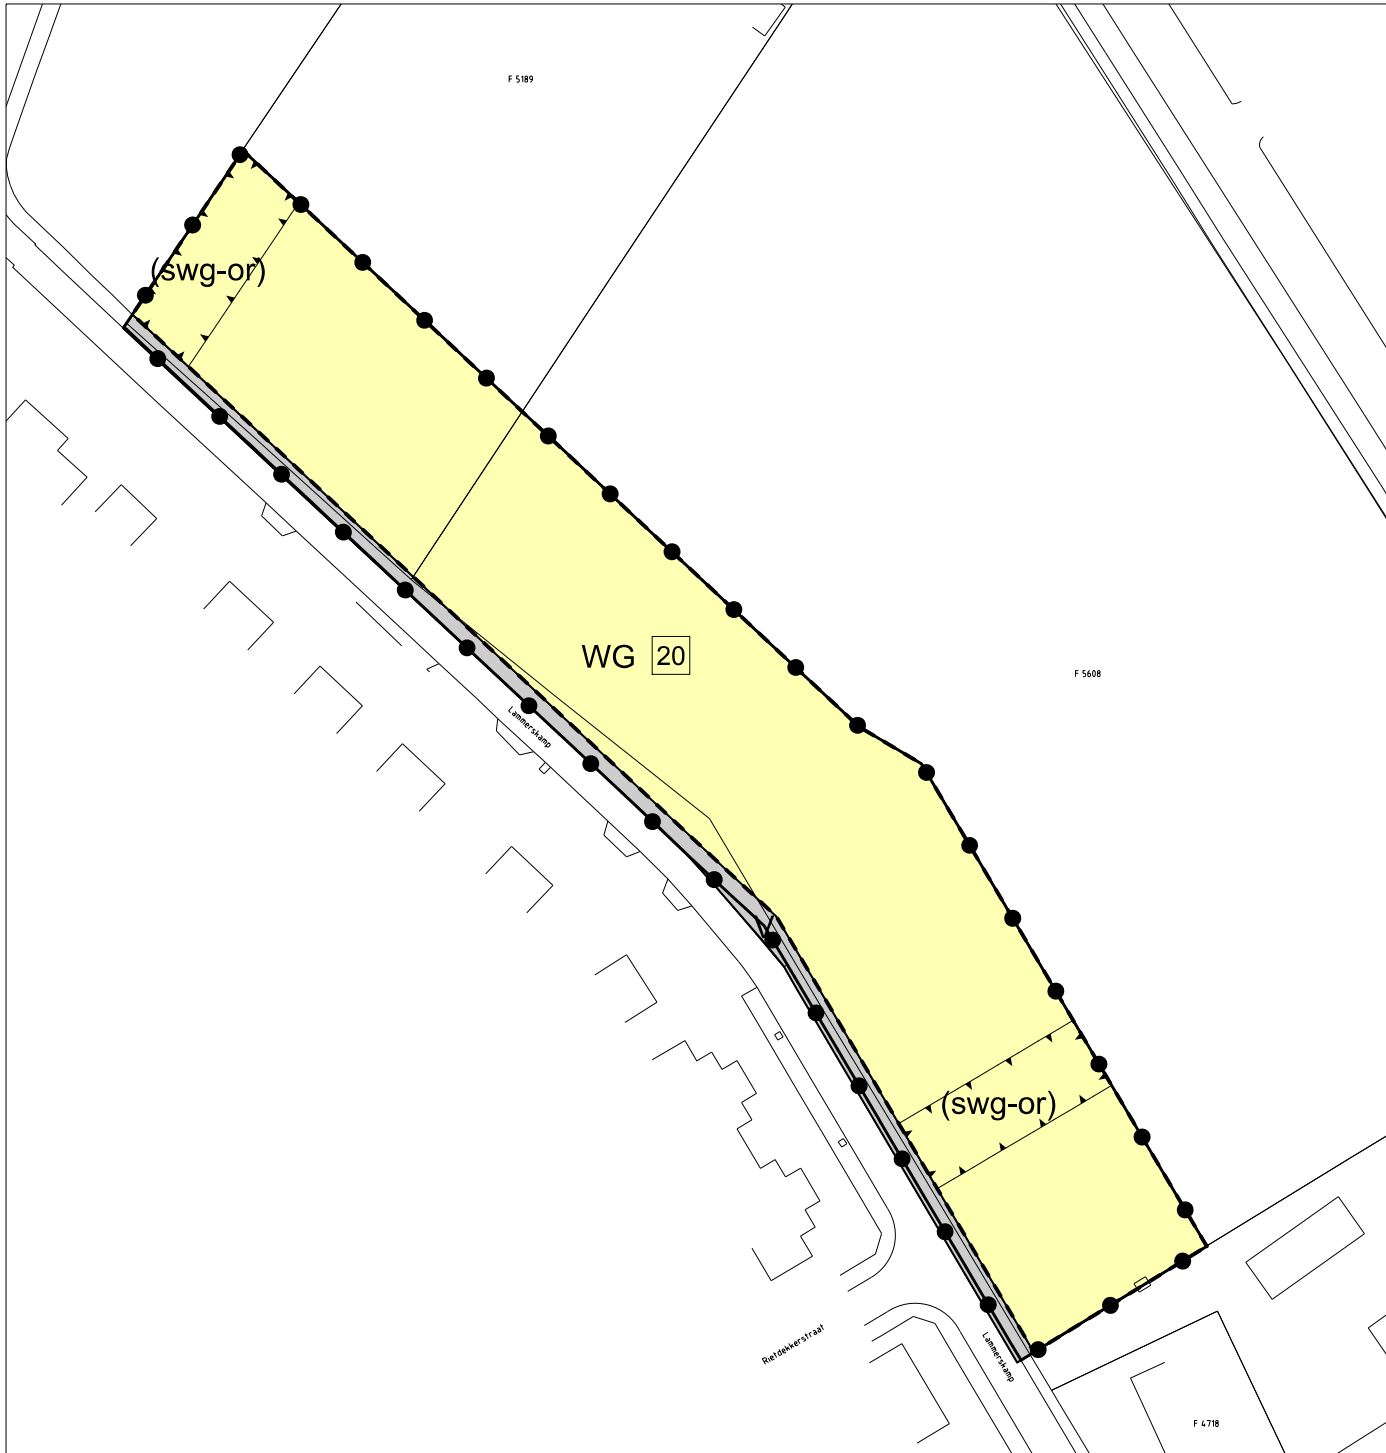 F 5189
(swg-or)
WG 20
F 5608
Lammerskamp
(swg-or)
Rietdekkerstraat
Lammerskamp
F 4718